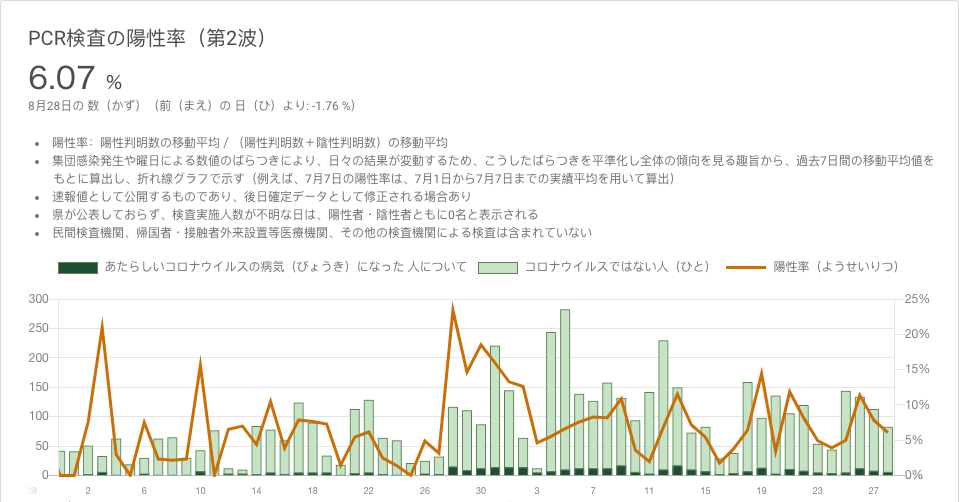 PCR検査の陽性率（第2波）
6.07 %
8月28日の 数（かず）（前（まえ）の 日（ひ）より: -1.76 %）
• 陽性率： 陽性判明数の移動平均 / （陽性判明数＋陰性判明数）の移動平均
• 集団感染発生や曜日による数値のばらつきにより、日々の結果が変動するため、こうしたばらつきを平準化し全体の傾向を見る趣旨から、過去7日間の移動平均値を
もとに算出し、折れ線グラフで示す（例えば、7月7日の陽性率は、7月1日から7月7日までの実績平均を用いて算出）
• 速報値として公開するものであり、後日確定データとして修正される場合あり
• 県が公表しておらず、検査実施人数が不明な日は、陽性者・陰性者ともに0名と表示される
• 民間検査機関、帰国者・接触者外来設置等医療機関、その他の検査機関による検査は含まれていない
あたらしいコロナウイルスの病気（びょうき）になった 人について コロナウイルスではない人（ひと） 陽性率（ようせいりつ）
300 25%
250 20%
200 15%
150 10%
100 5%
50 0%
0
28 2 6 10 14 18 22 26 30 3 7 11 15 19 23 27